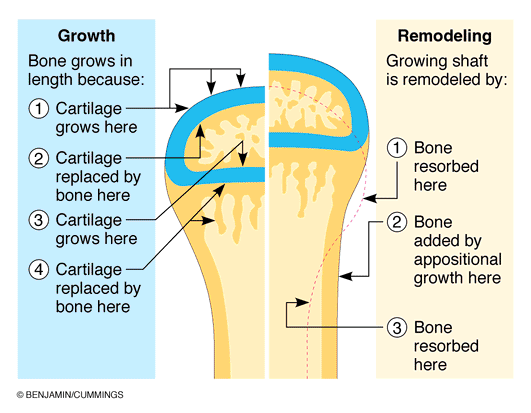 Growth
Bone grows in
length because:
1 Cartilage
grows here
2 Cartilage
replaced by
bone here
3 Cartilage
grows here
4 Cartilage
replaced by
bone here
Remodeling
Growing shaft
is remodeled by:
1 Bone
resorbed
here
2 Bone
added by
appositional
growth here
3 Bone
resorbed
here
© BENJAMIN/CUMMINGS